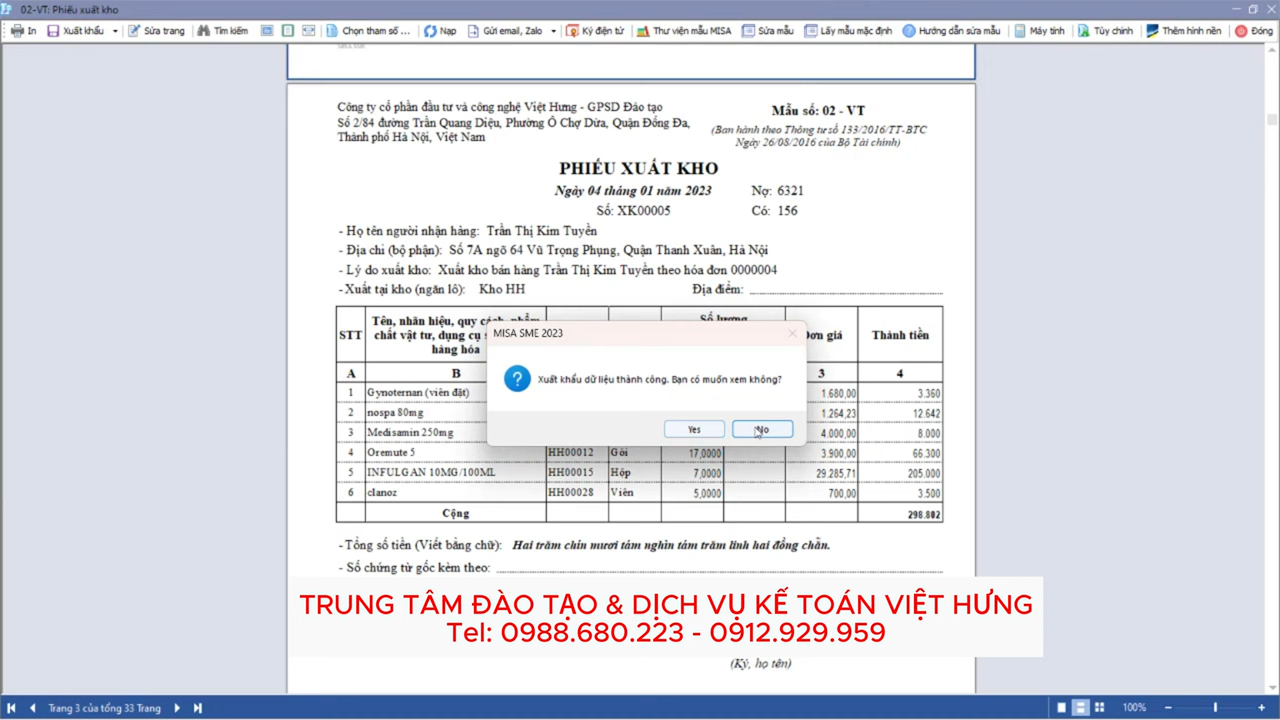 02-VT: Phiếu xuất kho
In Xuất khẩu Sửa trang Tìm kiếm Chọn tham số ... Nạp Gửi email, Zalo Ký điện tử Thư viện mẫu MISA Sửa mẫu Lấy mẫu mặc định Hướng dẫn sửa mẫu Máy tính Tùy chỉnh Thêm hình nền Đóng
Công ty cổ phần đầu tư và công nghệ Việt Hưng - GPSD Đào tạo
Số 2/84 đường Trần Quang Diệu, Phường Ô Chợ Dừa, Quận Đống Đa,
Thành phố Hà Nội, Việt Nam
Mẫu số: 02 - VT
(Ban hành theo Thông tư số 133/2016/TT-BTC
Ngày 26/08/2016 của Bộ Tài chính)
PHIẾU XUẤT KHO
Ngày 04 tháng 01 năm 2023 Nợ: 6321
Số: XK00005 Có: 156
- Họ tên người nhận hàng: Trần Thị Kim Tuyền
- Địa chỉ (bộ phận): Số 7A ngõ 64 Vũ Trọng Phụng, Quận Thanh Xuân, Hà Nội
- Lý do xuất kho: Xuất kho bán hàng Trần Thị Kim Tuyền theo hóa đơn 0000004
- Xuất tại kho (ngăn lô): Kho HH Địa điểm:
STT Tên, nhãn hiệu, quy cách, phẩm chất vật tư, dụng cụ hàng hóa Số lượng Đơn giá Thành tiền
A B 3 4
1 Gynoternan (viên đặt) 1.680,00 3.360
2 nospa 80mg 1.264,23 12.642
3 Medisamin 250mg 4.000,00 8.000
4 Oremute 5 HH00012 Gói 17,0000 3.900,00 66.300
5 INFULGAN 10MG/100ML HH00015 Hộp 7,0000 29.285,71 205.000
6 clanoz HH00028 Viên 5,0000 700,00 3.500
Cộng 298.802
MISA SME 2023
Xuất khẩu dữ liệu thành công. Bạn có muốn xem không?
Yes No
- Tổng số tiền (Viết bằng chữ): Hai trăm chín mươi tám nghìn tám trăm linh hai đồng chẵn.
- Số chứng từ gốc kèm theo:
TRUNG TÂM ĐÀO TẠO & DỊCH VỤ KẾ TOÁN VIỆT HƯNG
Tel: 0988.680.223 - 0912.929.959
(Ký, họ tên)
Trang 3 của tổng 33 Trang 100%